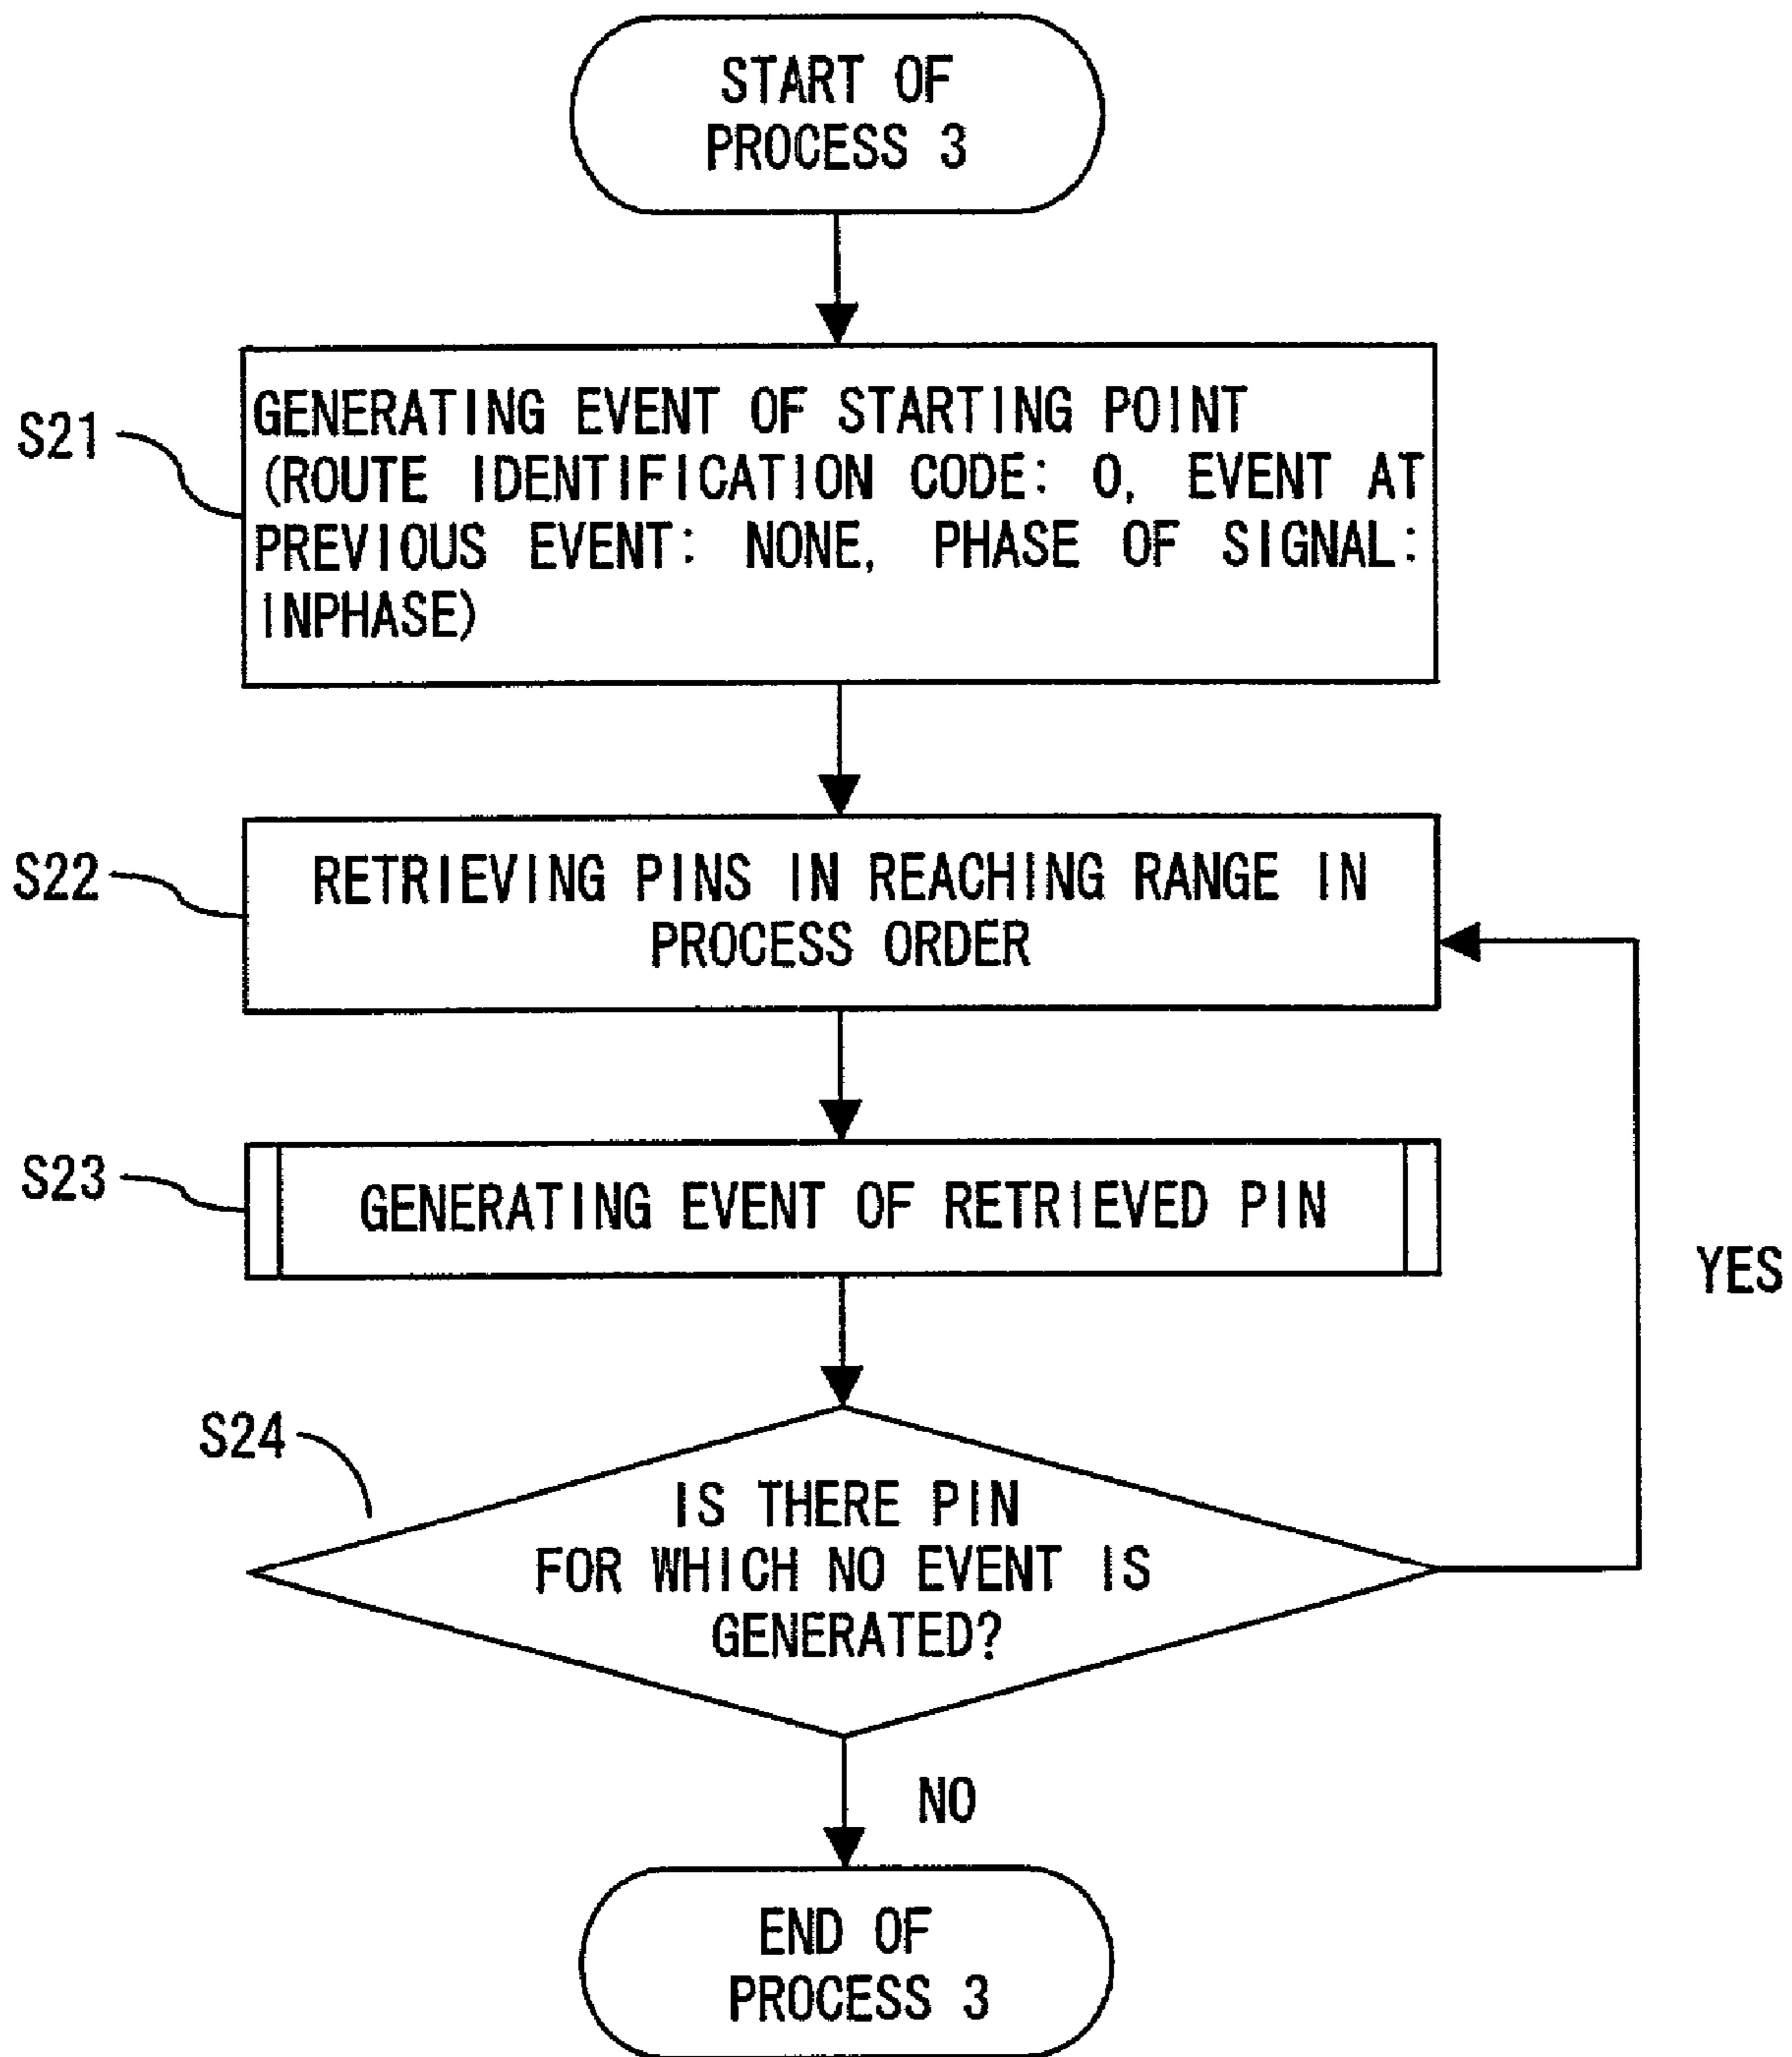 START OF
PROCESS 3
S21
GENERATING EVENT OF STARTING POINT
(ROUTE IDENTIFICATION CODE: 0, EVENT AT
PREVIOUS EVENT: NONE, PHASE OF SIGNAL:
INPHASE)
S22
RETRIEVING PINS IN REACHING RANGE IN
PROCESS ORDER
S23
GENERATING EVENT OF RETRIEVED PIN
YES
S24
IS THERE PIN
FOR WHICH NO EVENT IS
GENERATED?
NO
END OF
PROCESS 3